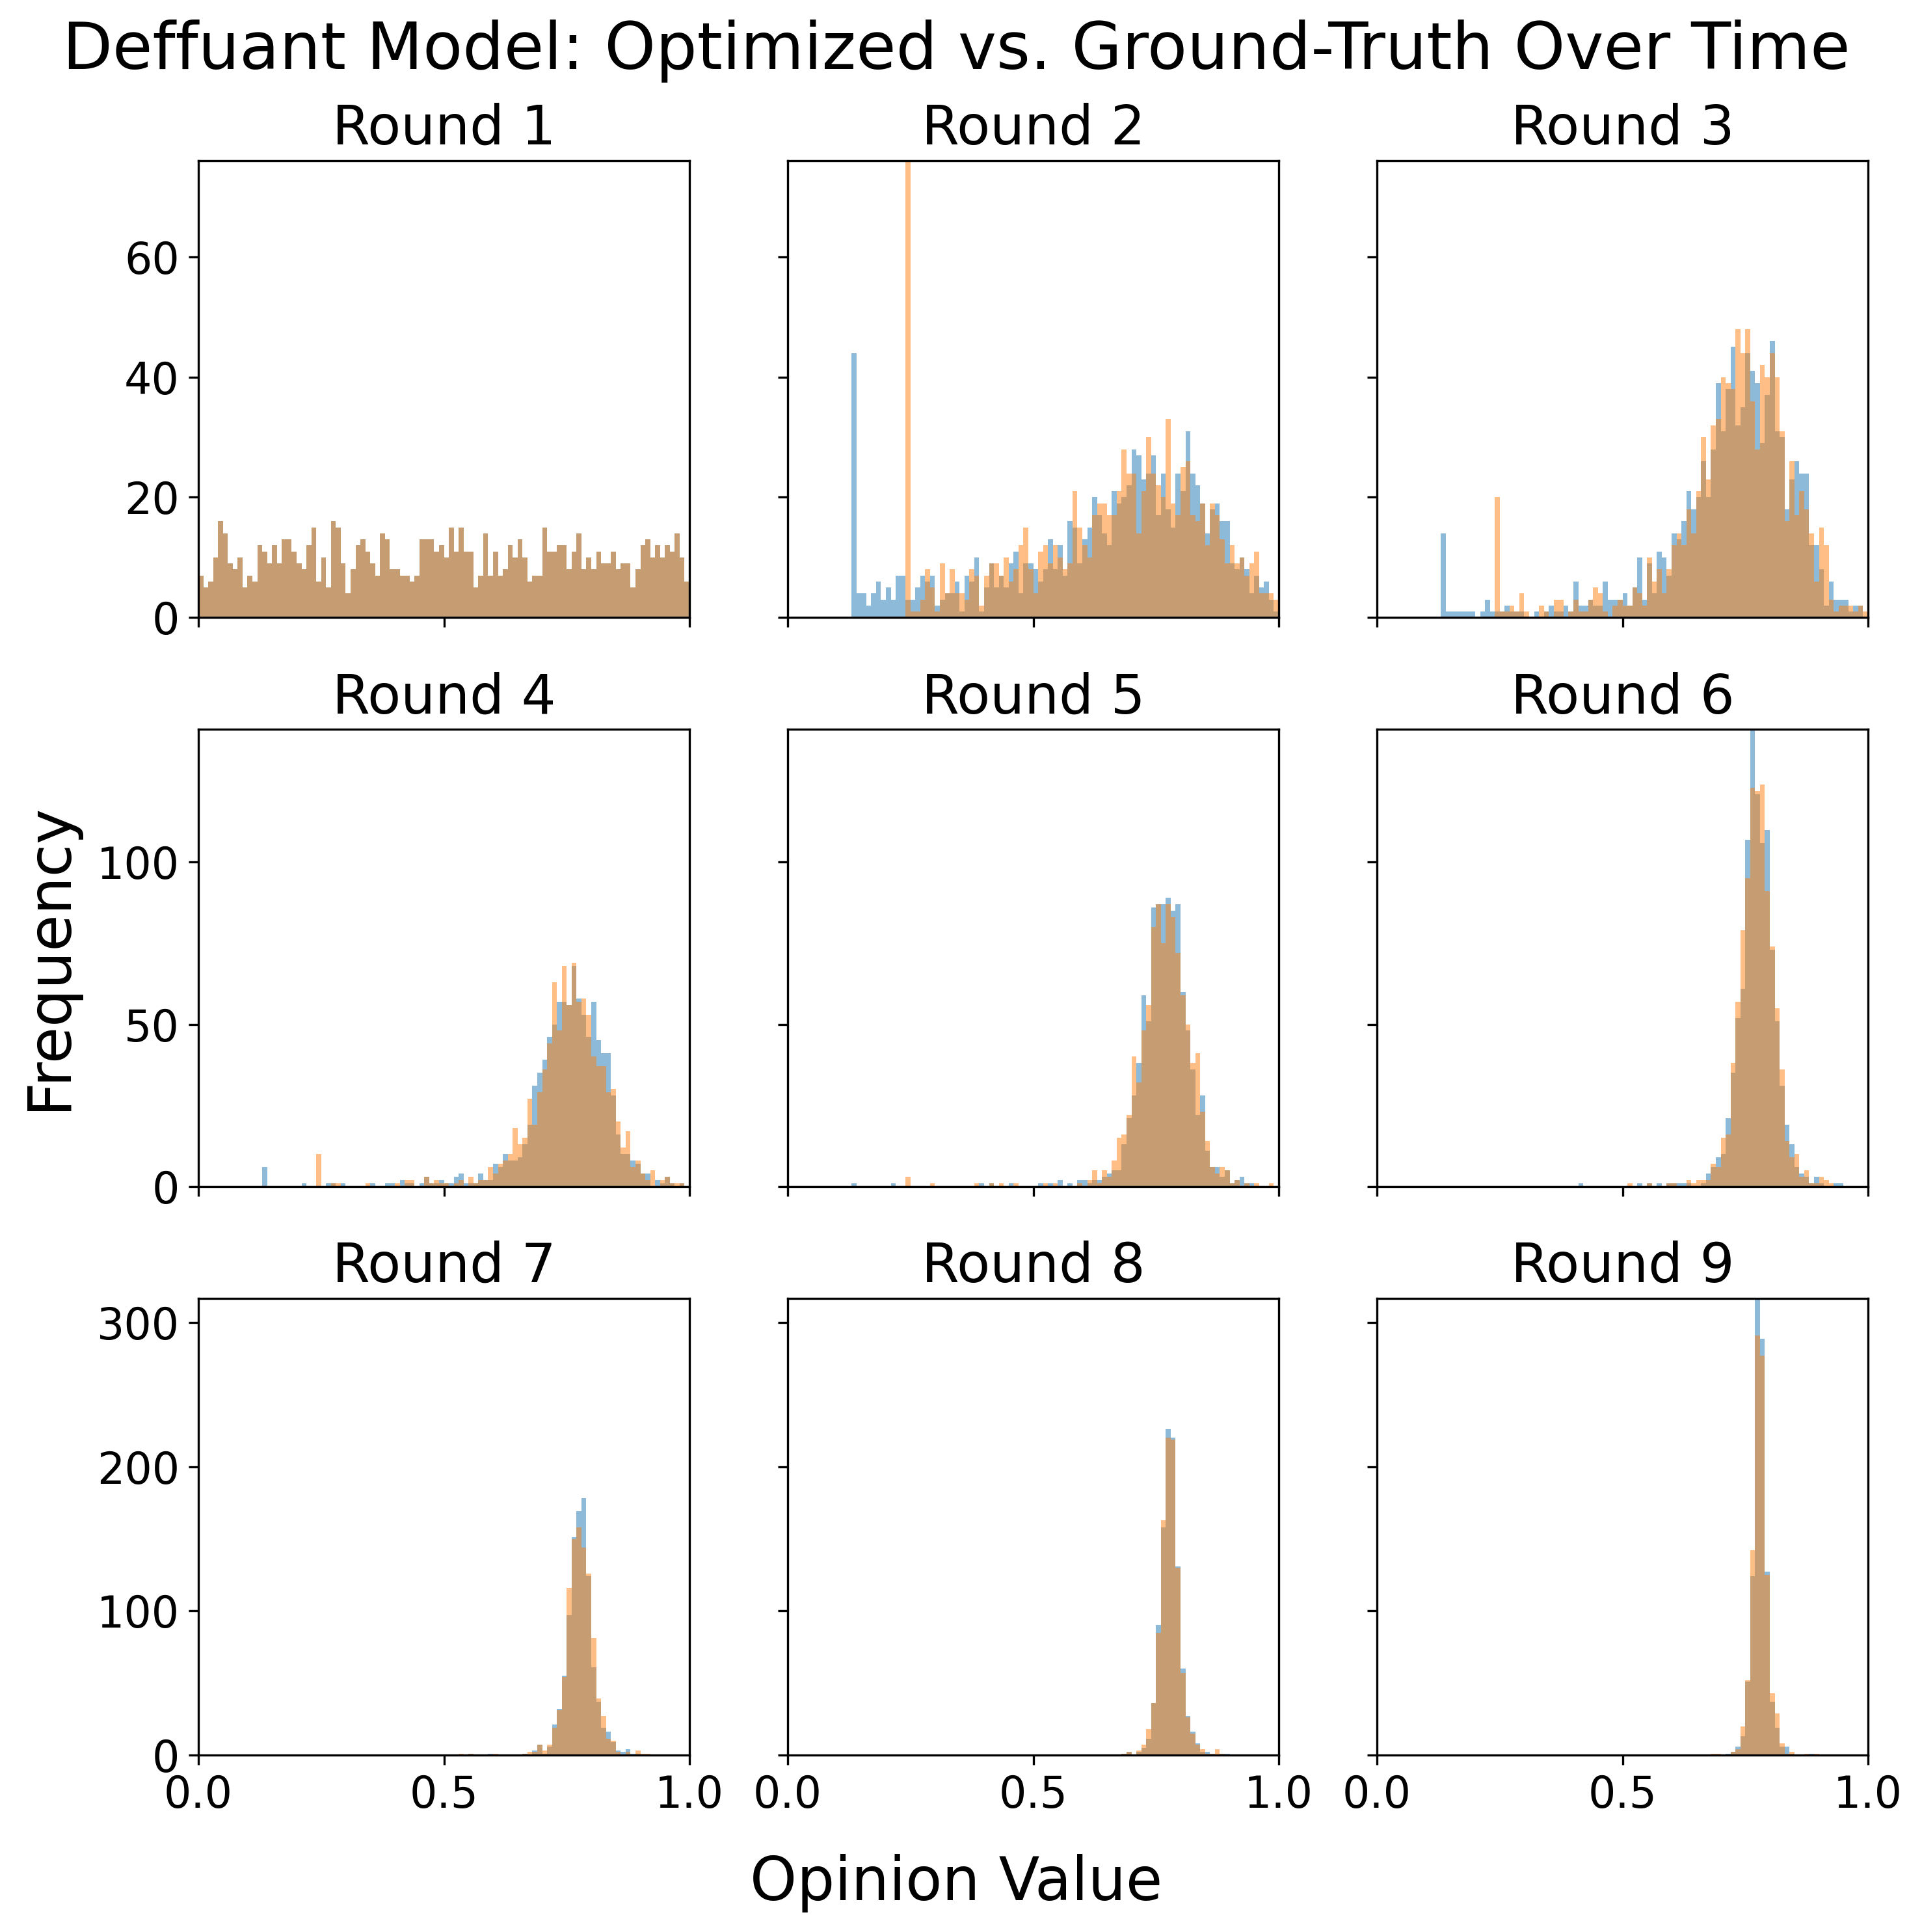 Deffuant Model: Optimized vs. Ground-Truth Over Time
Round 1
Round 2
Round 3
60
40
20
0
Round 4
Round 5
Round 6
Frequency
100
50
0
Round 7
Round 8
Round 9
300
200
100
0
0.0 0.5 1.0 0.0 0.5 1.0 0.0 0.5 1.0
Opinion Value